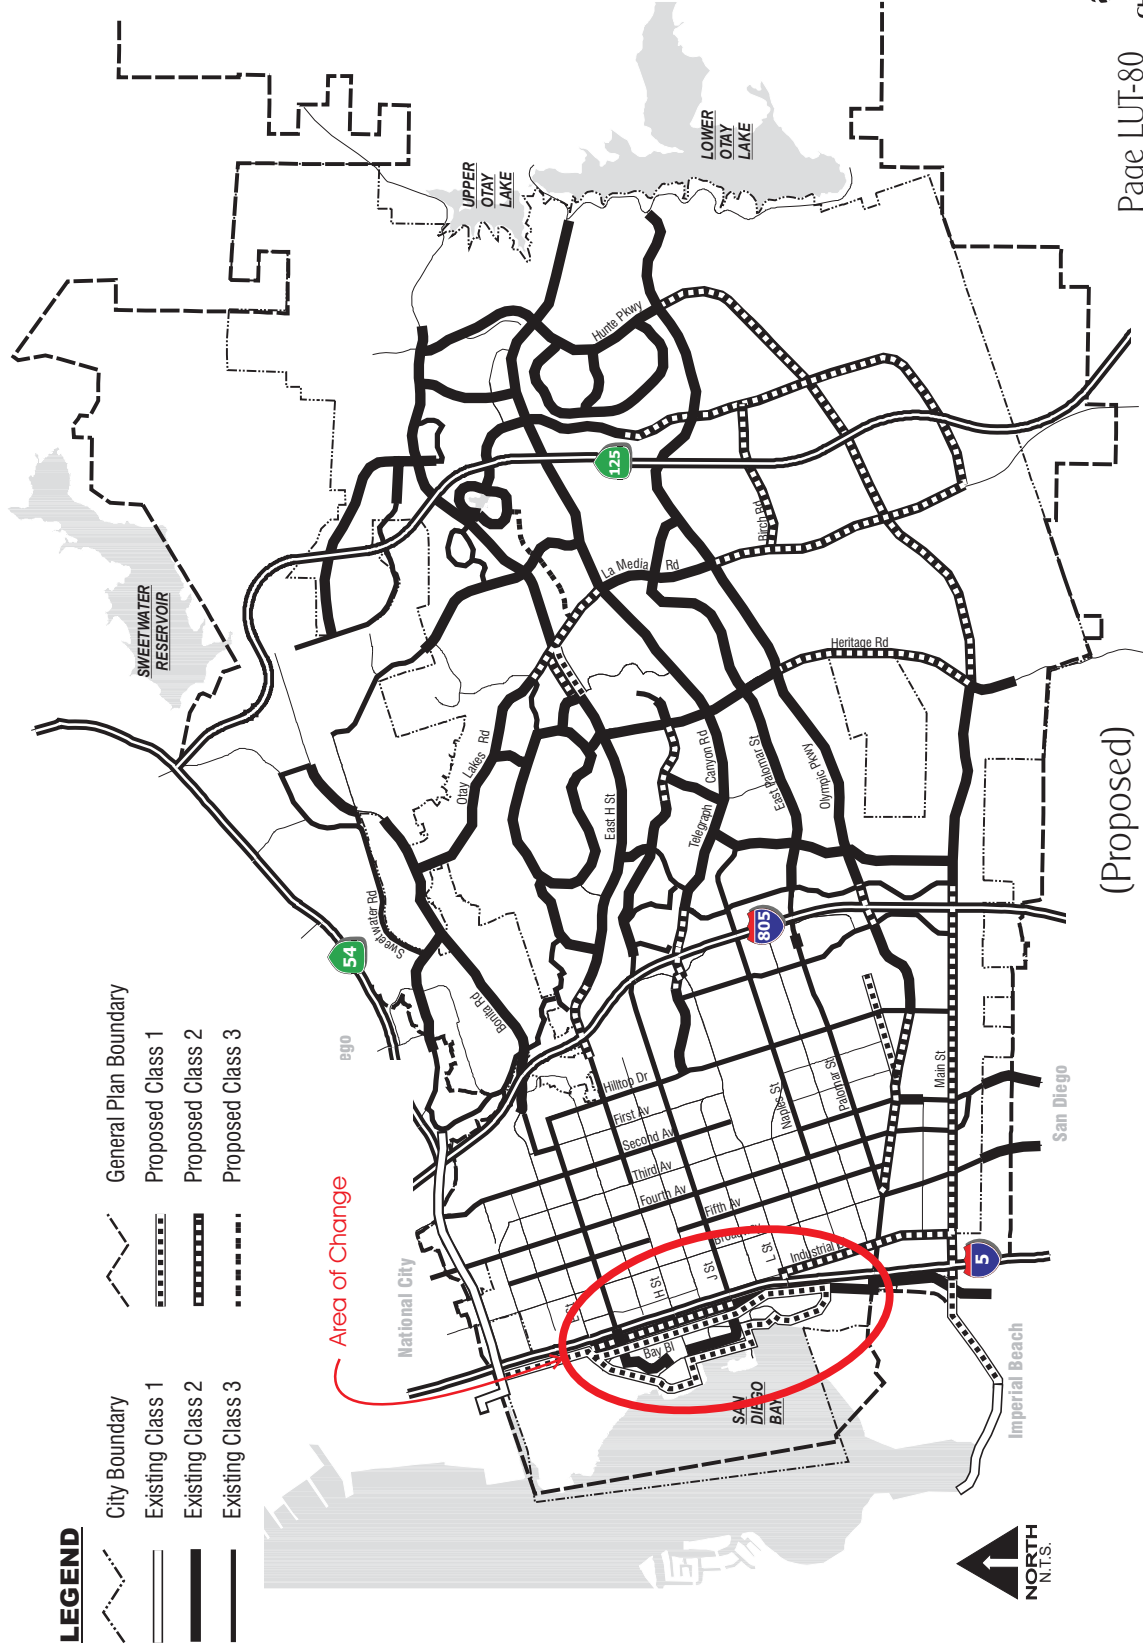 LEGEND
City Boundary
Existing Class 1
Existing Class 2
Existing Class 3
General Plan Boundary
Proposed Class 1
Proposed Class 2
Proposed Class 3
Area of Change
National City
ego
54
SWEETWATER
RESERVOIR
UPPER
OTAY
LAKE
LOWER
OTAY
LAKE
Sweetwater Rd
Bonita Rd
Otay Lakes Rd
East H St
Telegraph Canyon Rd
East Palomar St
Olympic Pkwy
Heritage Rd
La Media Rd
Birch Rd
Hunte Pkwy
125
805
Hilltop Dr
First Av
Second Av
Third Av
Fourth Av
Fifth Av
H St
J St
L St
Naples St
Palomar St
Main St
Bay Bl
5
SAN
DIEGO
BAY
Imperial Beach
San Diego
NORTH
N.T.S.
(Proposed)
Page LUT-80